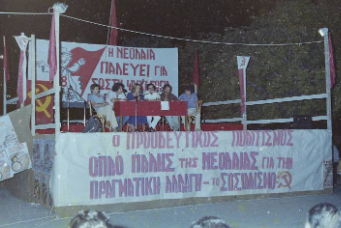 Η ΝΕΟΛΑΙΑ
ΠΑΛΕΥΕΙ ΓΙΑ
Ο ΠΡΟΟΔΕΥΤΙΚΟΣ ΠΟΛΙΤΙΣΜΟΣ
ΟΠΛΟ ΠΑΛΗΣ ΤΗΣ ΝΕΟΛΑΙΑΣ ΓΙΑ ΤΗΝ
ΠΡΑΓΜΑΤΙΚΗ ΑΛΛΑΓΗ - ΤΟ ΣΟΣΙΑΛΙΣΜΟ